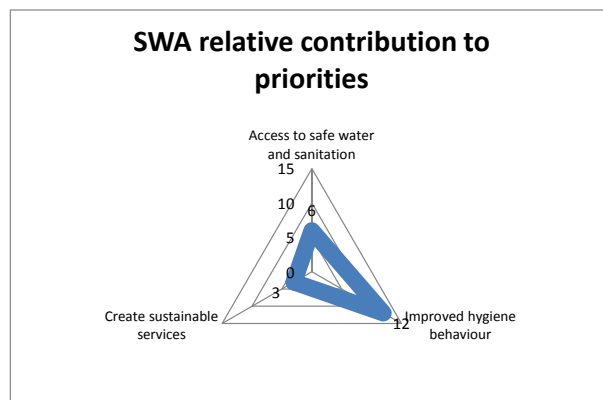 SWA relative contribution to
priorities
Access to safe water
and sanitation
15
10
6
5
0
3
Create sustainable
services
12
Improved hygiene
behaviour